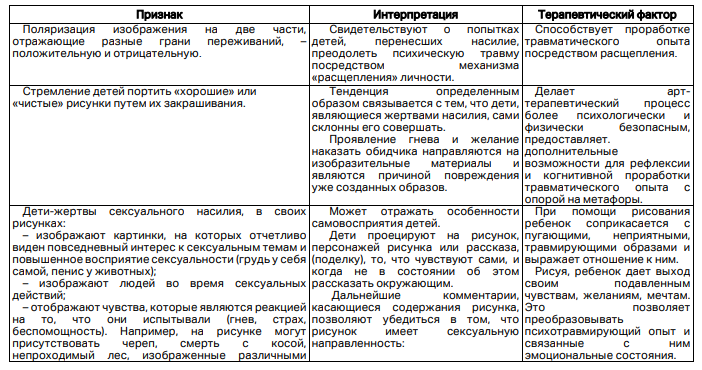 Признак
Интерпретация
Терапевтический фактор
Поляризация изображения на две части,
отражающие разные грани переживаний, –
положительную и отрицательную.
Свидетельствуют о попытках
детей, перенесших насилие,
преодолеть психическую травму
посредством механизма
«расщепления» личности.
Способствует проработке
травматического опыта
посредством расщепления.
Стремление детей портить «хорошие» или
«чистые» рисунки путем их закрашивания.
Тенденция определенным
образом связывается с тем, что дети,
являющиеся жертвами насилия, сами
склонны его совершать.
Проявление гнева и желание
наказать обидчика направляются на
изобразительные материалы и
являются причиной повреждения
уже созданных образов.
Делает арт-
терапевтический процесс
более психологически и
физически безопасным,
предоставляет.
дополнительные
возможности для рефлексии
и когнитивной проработки
травматического опыта с
опорой на метафоры.
Дети-жертвы сексуального насилия, в своих
рисунках:
– изображают картинки, на которых отчетливо
виден повседневный интерес к сексуальным темам и
повышенное восприятие сексуальности (грудь у себя
самой, пенис у животных);
– изображают людей во время сексуальных
действий;
– отображают чувства, которые являются реакцией
на то, что они испытывали (гнев, страх,
беспомощность). Например, на рисунке могут
присутствовать череп, смерть с косой,
непроходимый лес, изображенные различными
Может отражать особенности
самовосприятия детей.
Дети проецируют на рисунок,
персонажей рисунка или рассказа,
(поделку), то, что чувствуют сами, и
когда не в состоянии об этом
рассказать окружающим.
Дальнейшие комментарии,
касающиеся содержания рисунка,
позволяют убедиться в том, что
рисунок имеет сексуальную
направленность:
При помощи рисования
ребенок соприкасается с
пугающими, неприятными,
травмирующими образами и
выражает отношение к ним.
Рисуя, ребенок дает выход
своим подавленным
чувствам, желаниям, мечтам.
Это позволяет
преобразовывать
психотравмирующий опыт и
связанные с ним
эмоциональные состояния.